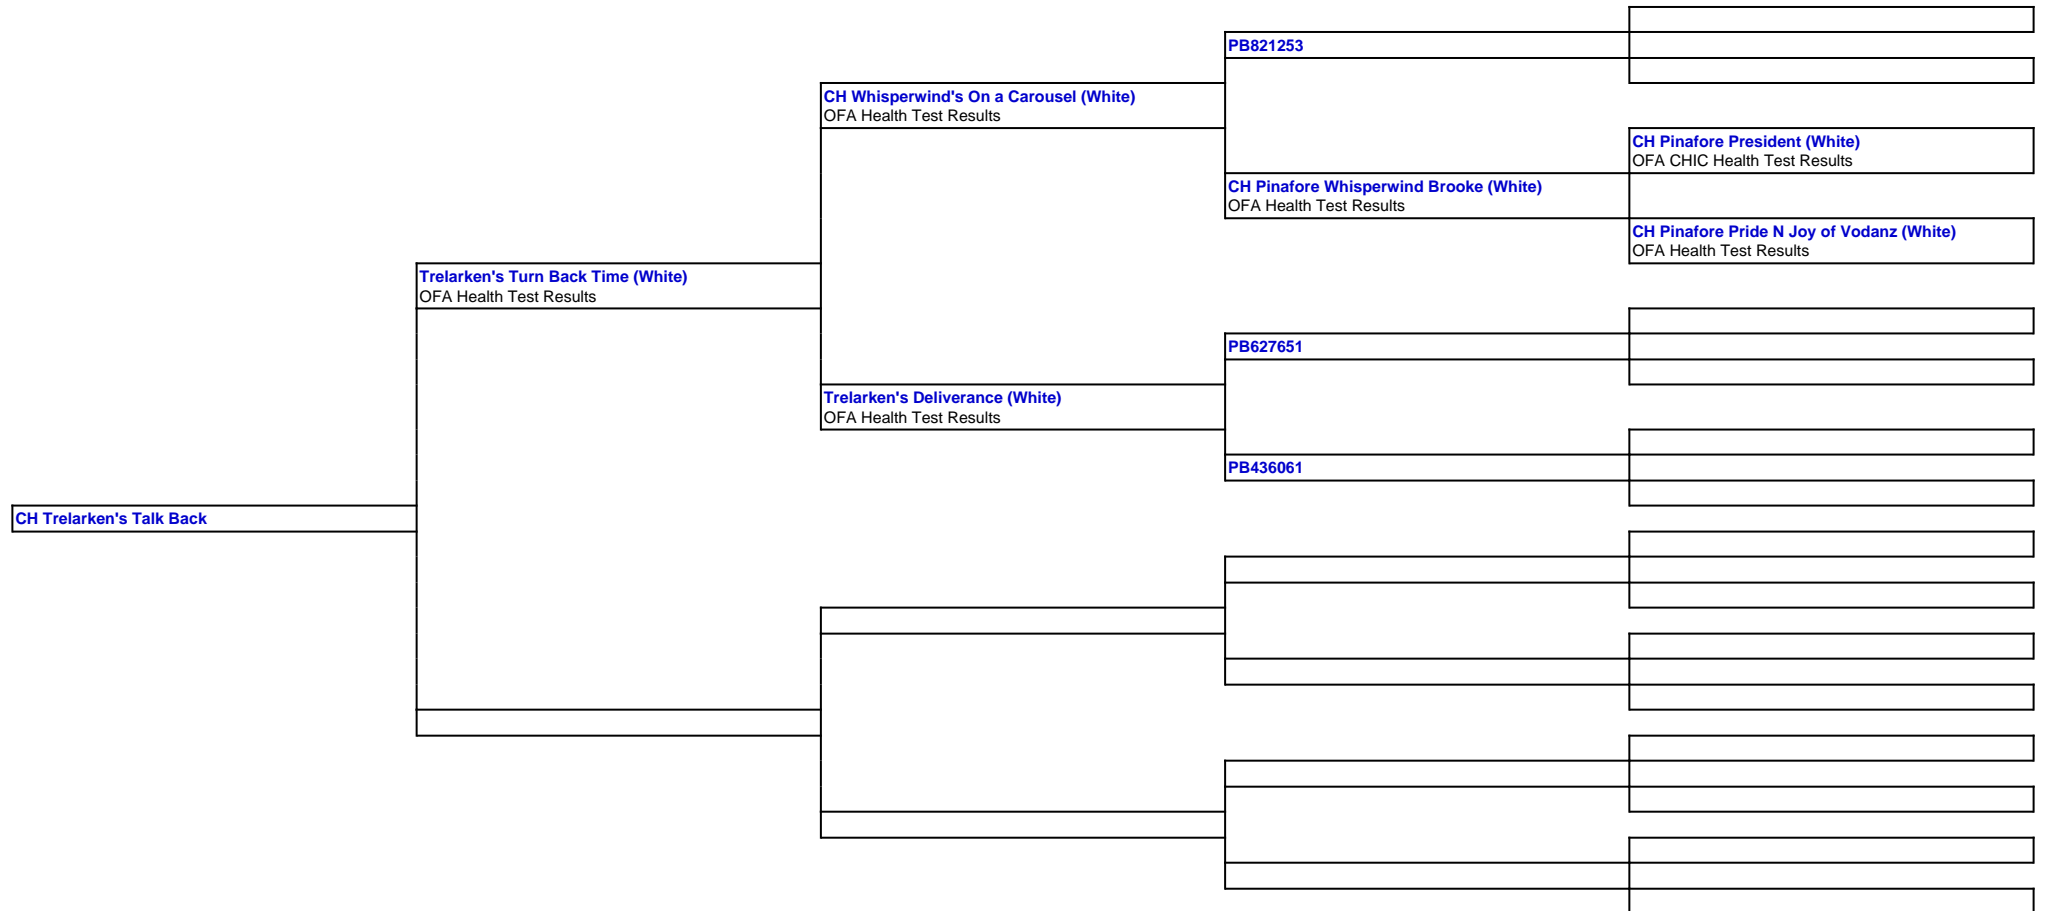 PB821253
CH Whisperwind's On a Carousel (White)
OFA Health Test Results
CH Pinafore President (White)
OFA CHIC Health Test Results
CH Pinafore Whisperwind Brooke (White)
OFA Health Test Results
CH Pinafore Pride N Joy of Vodanz (White)
OFA Health Test Results
Trelarken's Turn Back Time (White)
OFA Health Test Results
PB627651
Trelarken's Deliverance (White)
OFA Health Test Results
PB436061
CH Trelarken's Talk Back